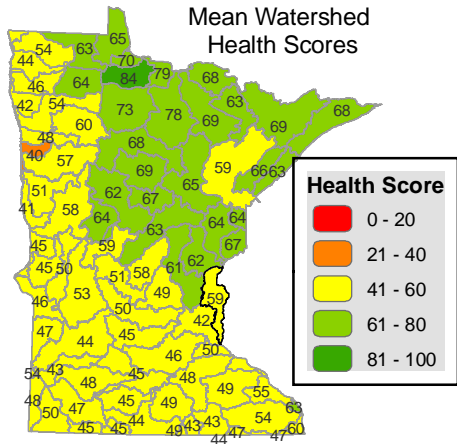 Mean Watershed
Health Scores
65
54 63
44 70
64 84 79 68
46
42 54 63
73 78 68
60 69 69
48
40 57 68 59
69 66 63
51 62 67 65
41 58 64 64 64
63
45 59 67
45 50 51 58 61 62
46 53 49 59
50 42
47 44 45 50
46
54 43 48 45 48 49 55
48 50 47 45 45 49 43 43 54 63
45 44 44 47 47 60
Health Score
0 - 20
21 - 40
41 - 60
61 - 80
81 - 100